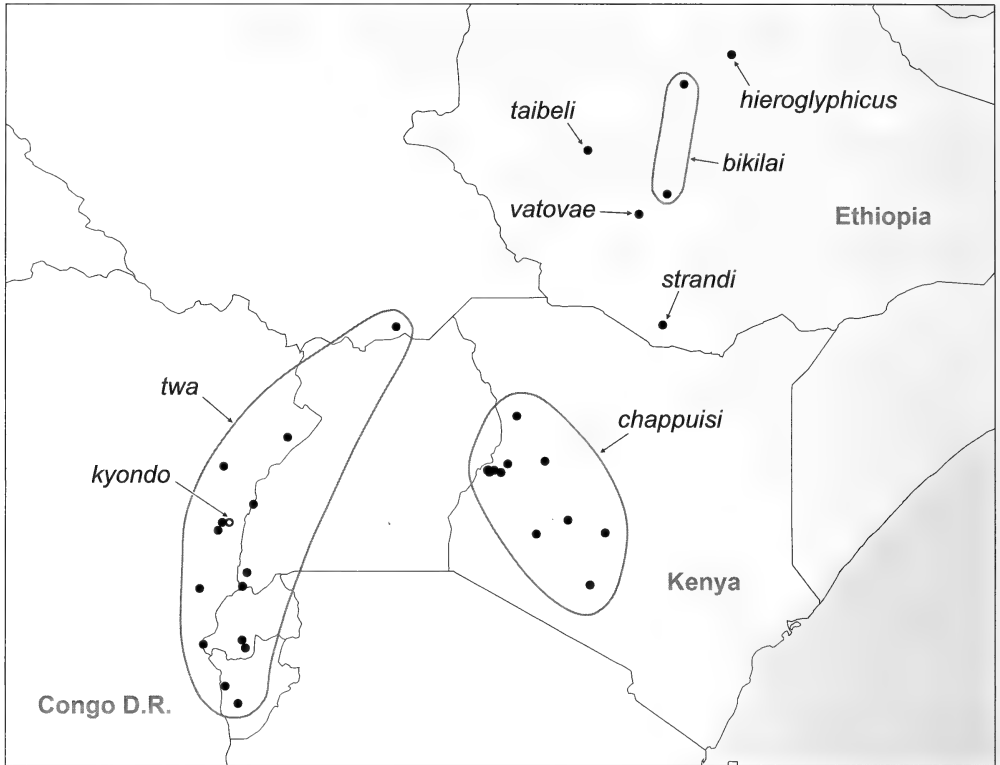 hieroglyphicus
taibeli
bikilai
vatovae
Ethiopia
strandi
twa
chappuisi
kyondo
Kenya
Congo D.R.